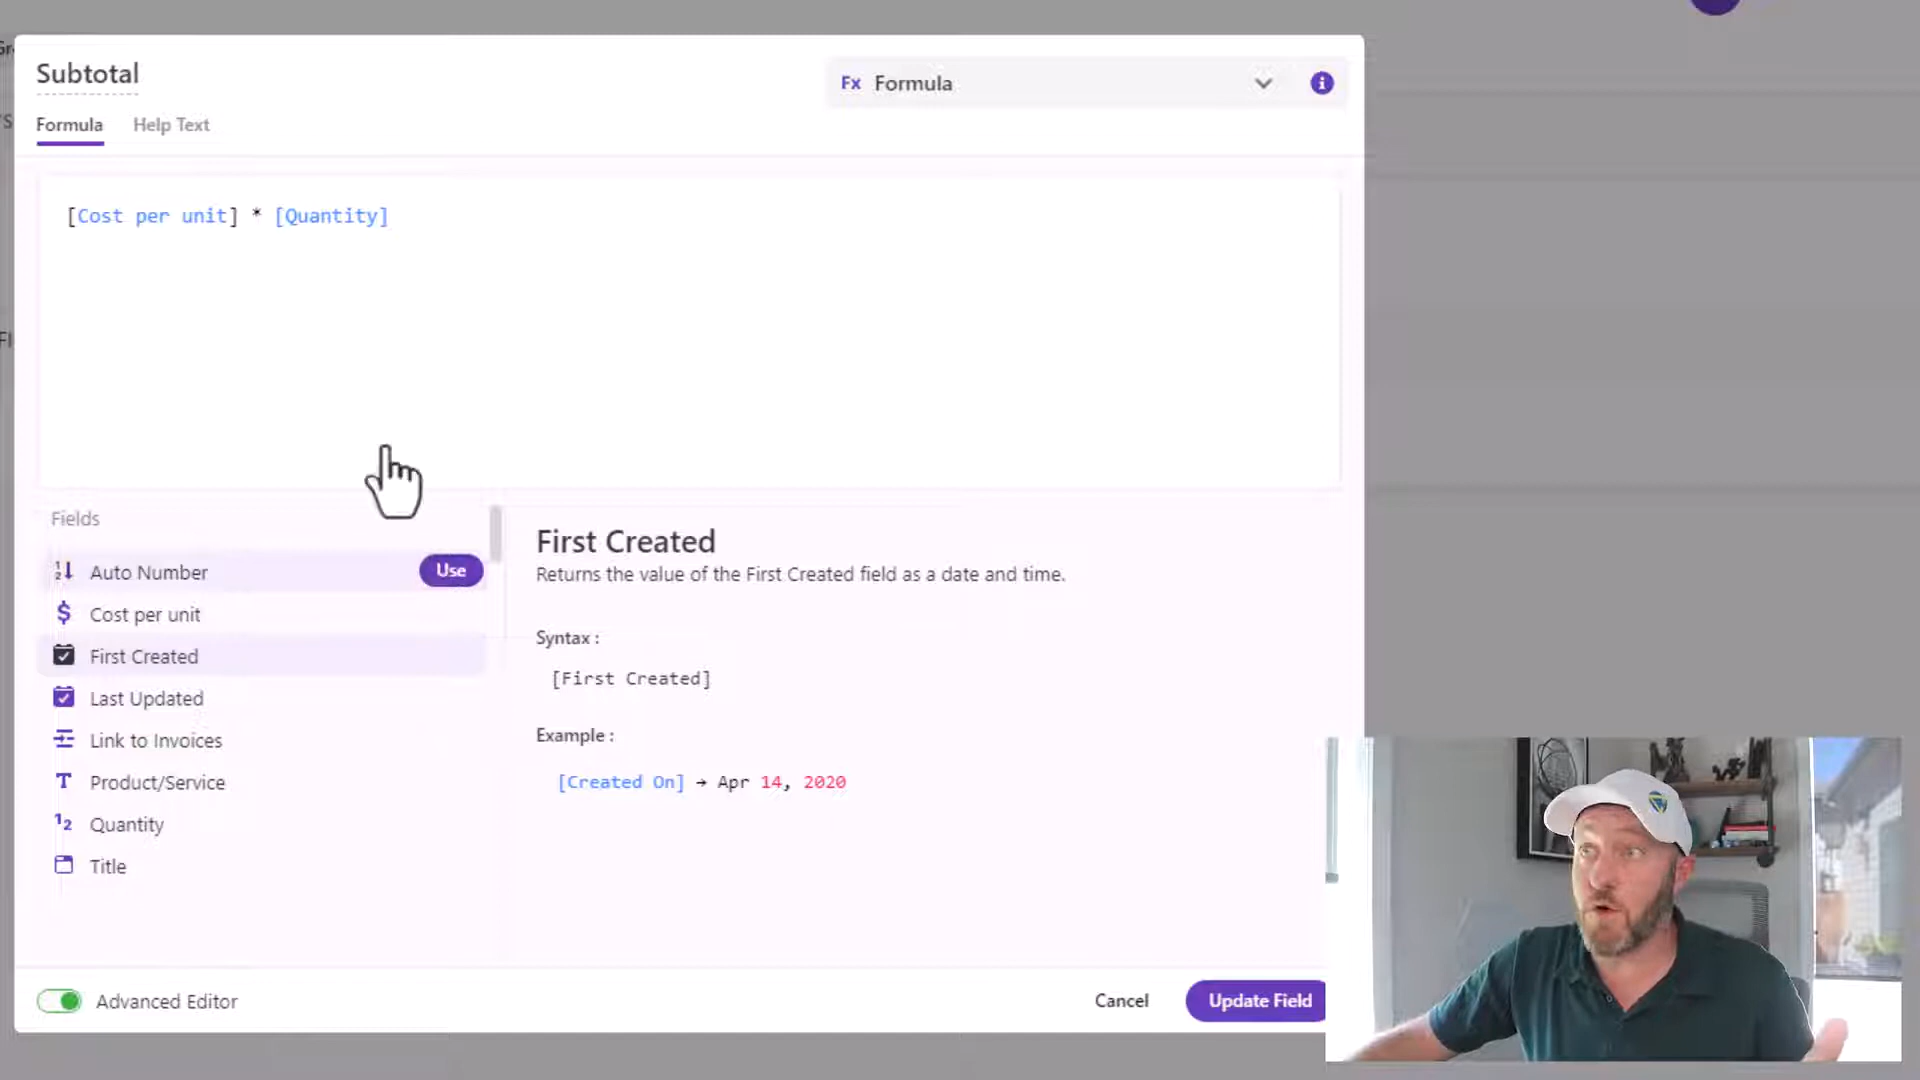 Gr
Subtotal
Fx Formula
Formula Help Text
[Cost per unit] * [Quantity]
Fields
Auto Number Use
Cost per unit
First Created
Last Updated
Link to Invoices
Product/Service
Quantity
Title
First Created
Returns the value of the First Created field as a date and time.
Syntax :
[First Created]
Example :
[Created On] → Apr 14, 2020
Advanced Editor
Cancel Update Field